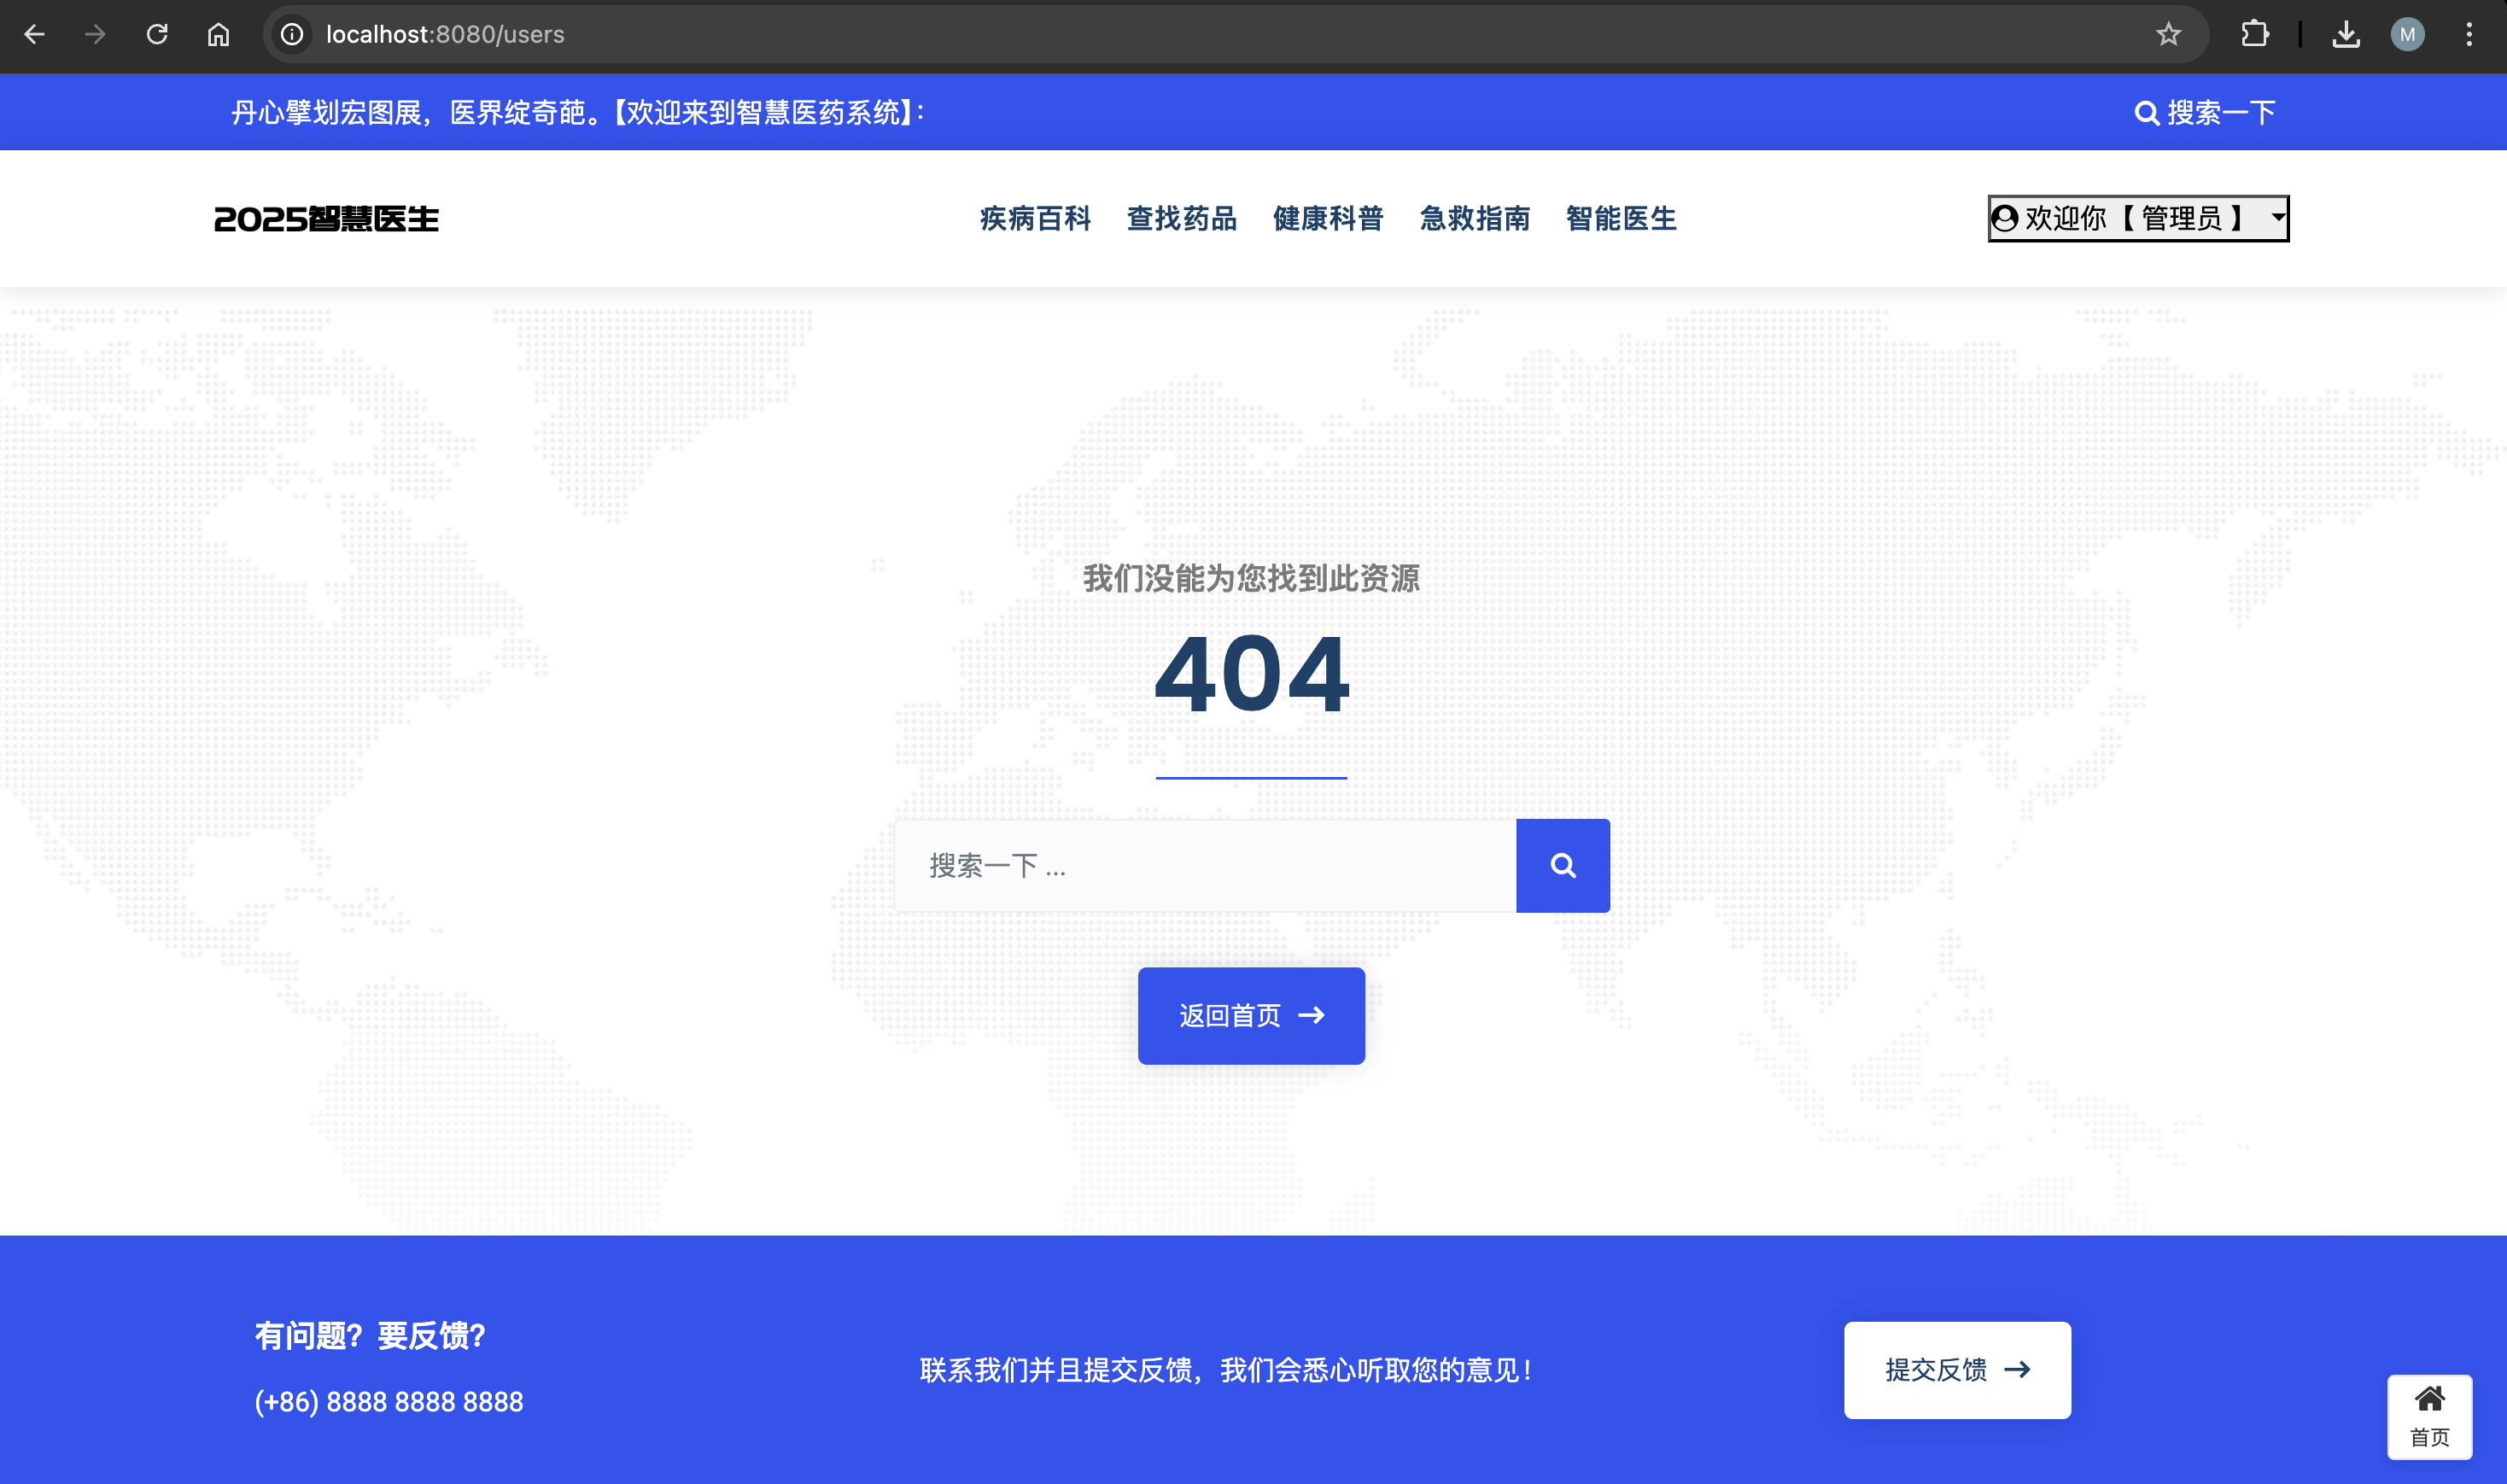 localhost:8080/users
M
丹心擘划宏图展，医界绽奇葩。【欢迎来到智慧医药系统】：
搜索一下
2025智慧医生
疾病百科 查找药品 健康科普 急救指南 智能医生
欢迎你【 管理员 】
我们没能为您找到此资源
404
搜索一下 ...
返回首页 →
有问题？要反馈？
(+86) 8888 8888 8888
联系我们并且提交反馈，我们会悉心听取您的意见！
提交反馈 →
首页